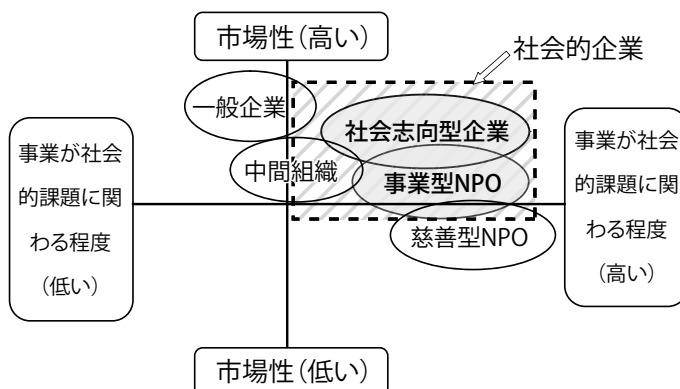 市場性（高い）
社会的企業
一般企業
社会志向型企業
事業が社会
的課題に関
わる程度
（低い）
中間組織
事業型NPO
慈善型NPO
事業が社会
的課題に関
わる程度
（高い）
市場性（低い）